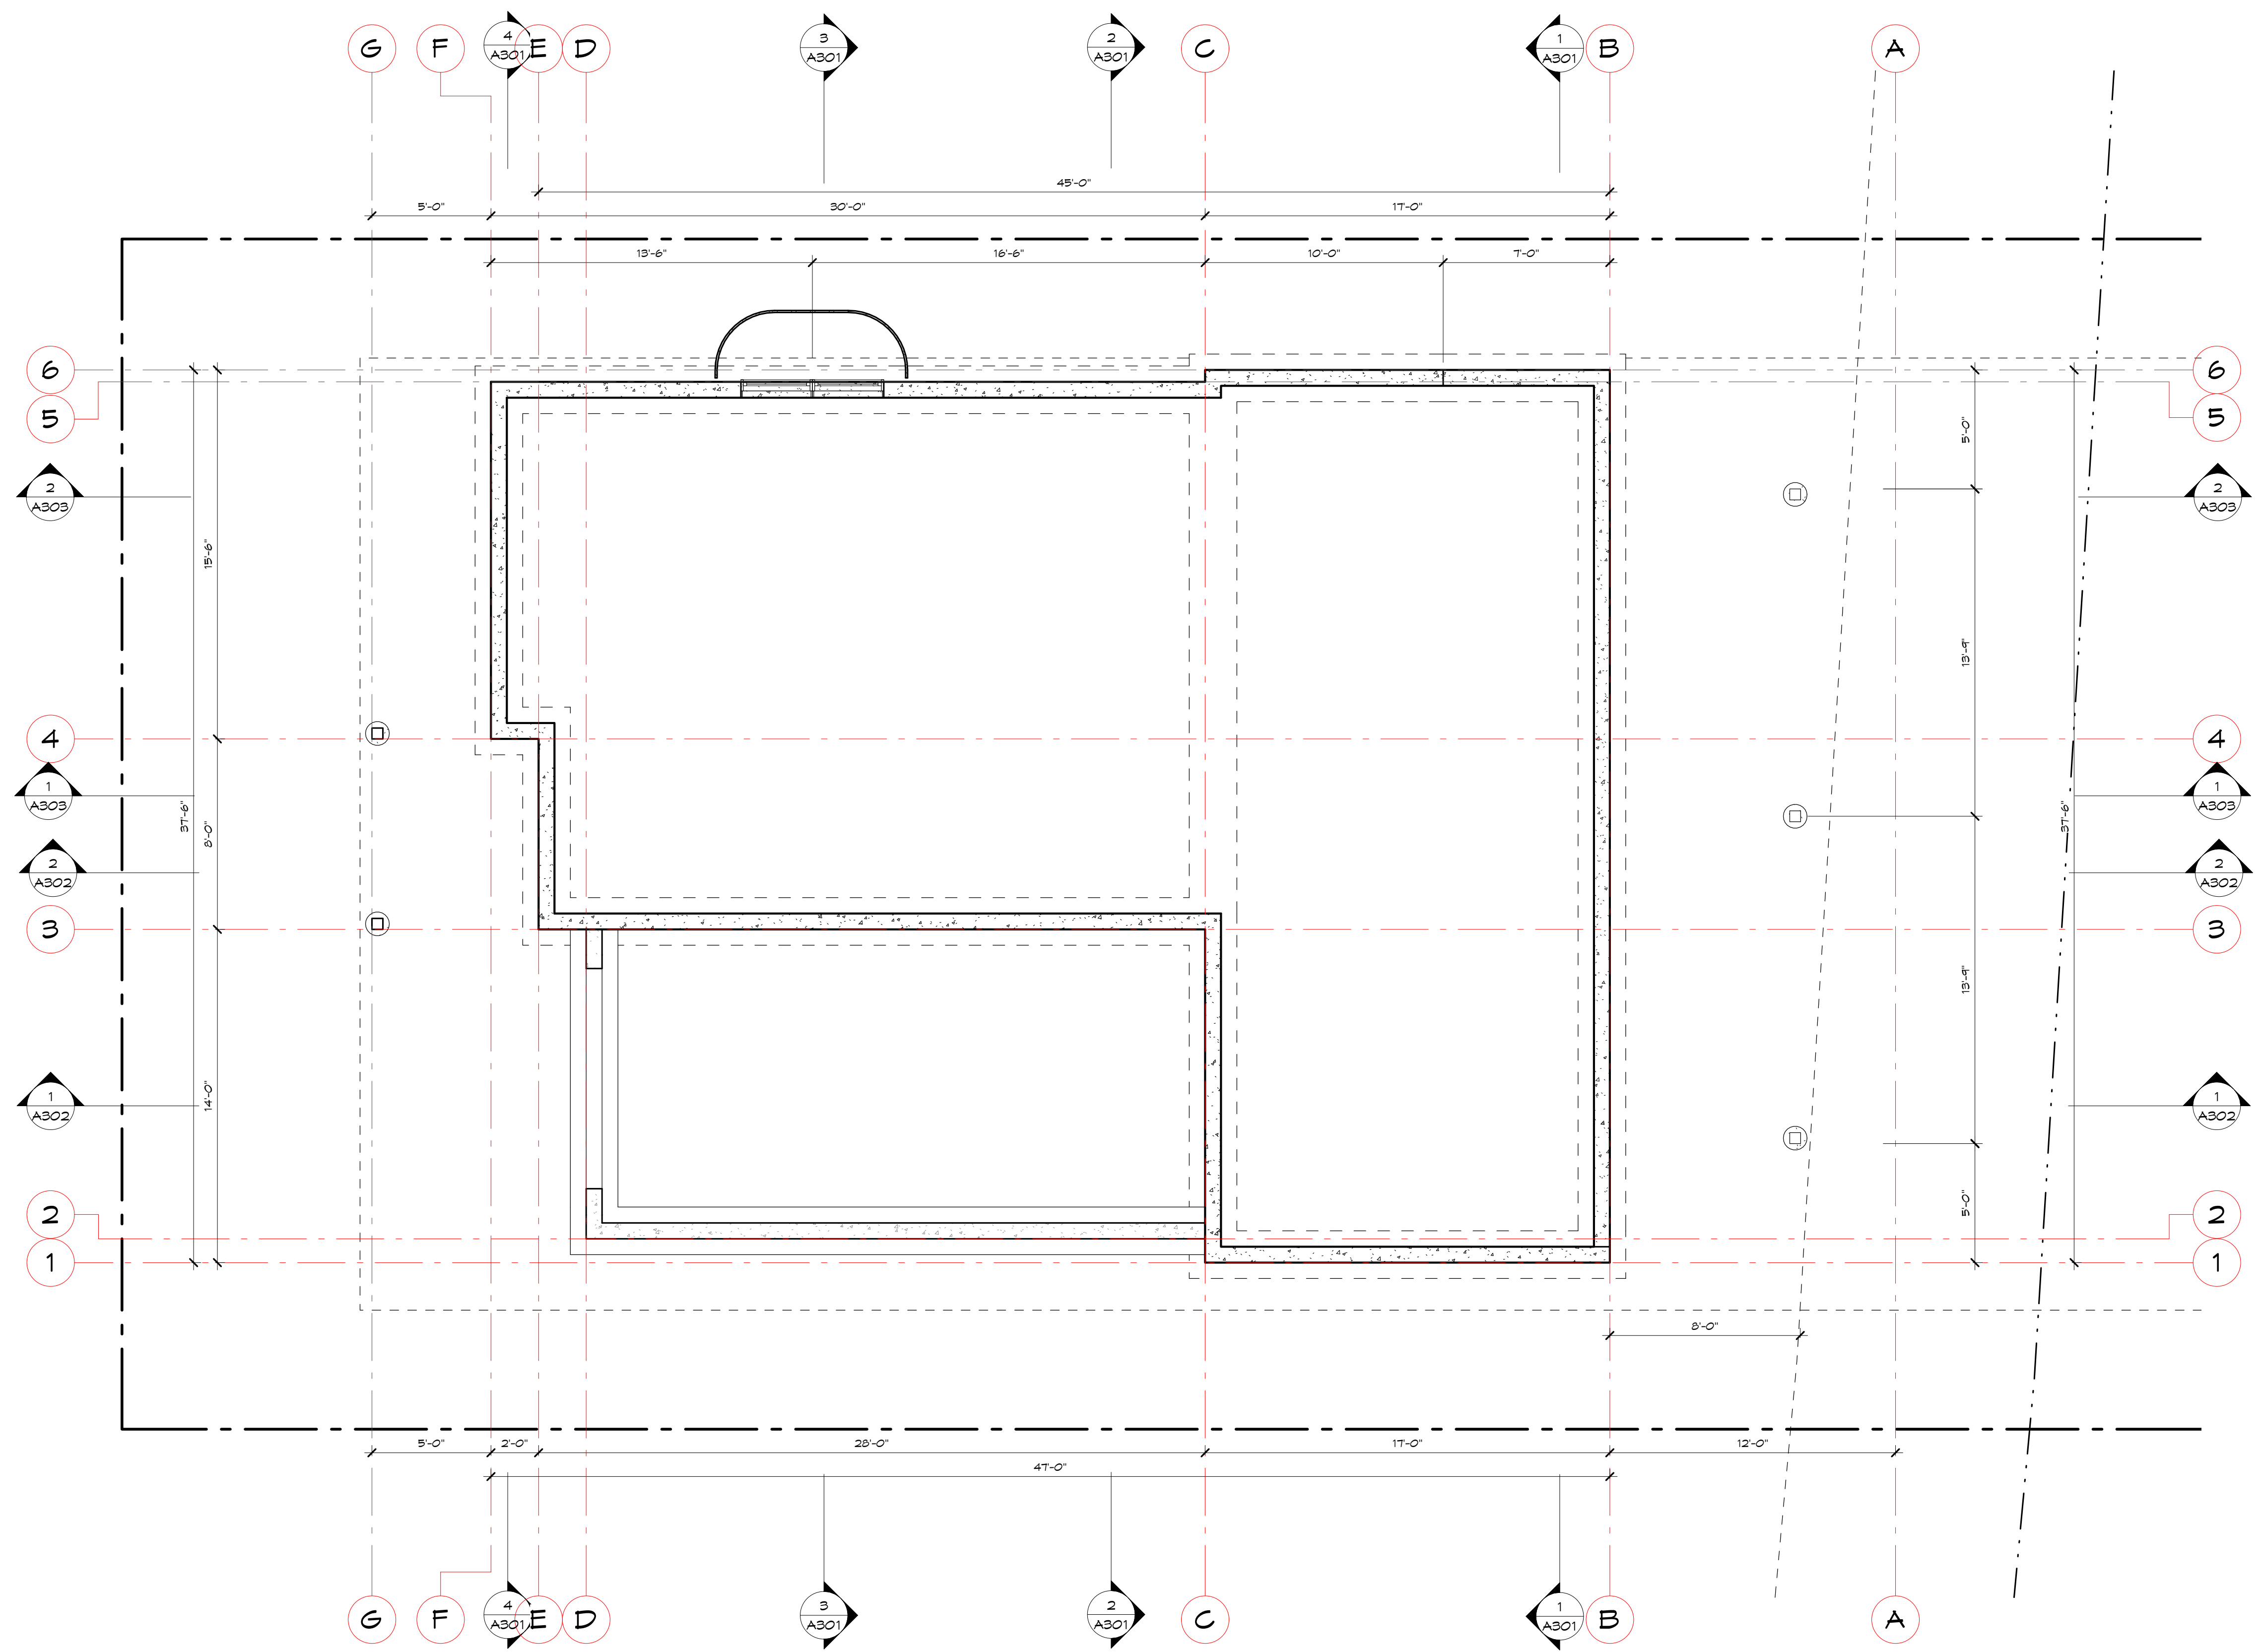 G F 4 E D 3 2 C 1 B A
A301 A301 A301 A301
45'-0"
5'-0" 30'-0" 17'-0"
13'-6" 16'-6" 10'-0" 7'-0"
6 6
5 5
5'-0"
2 2
A303 A303
15'-6"
13'-9"
4 4
1 1
A303 A303
37'-6" 8'-0" 37'-6"
2 2
A302 A302
3 3
13'-9"
14'-0"
1 1
A302 A302
5'-0"
2 2
1 1
8'-0"
5'-0" 2'-0" 28'-0" 17'-0" 12'-0"
47'-0"
G F 4 E D 3 2 C 1 B A
A301 A301 A301 A301